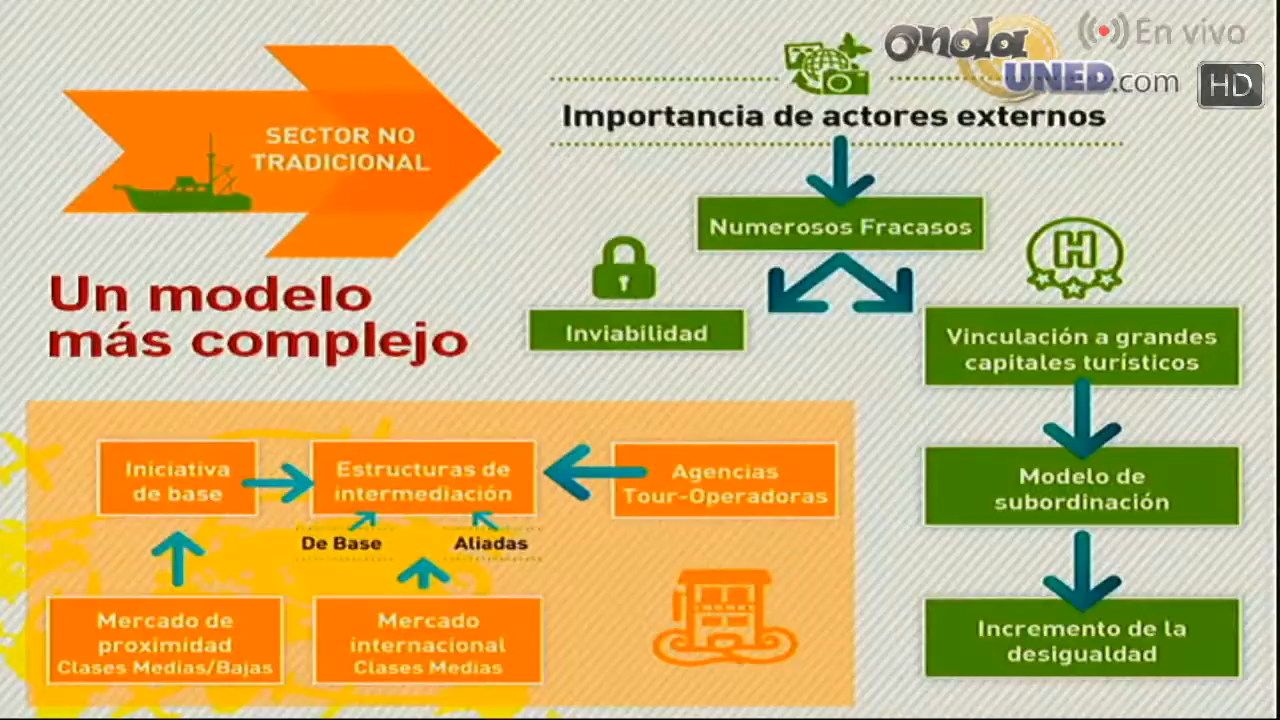 onda
UNED.com
En vivo
HD
SECTOR NO
TRADICIONAL
Importancia de actores externos
Numerosos Fracasos
H
Un modelo
más complejo
Inviabilidad
Vinculación a grandes
capitales turísticos
Modelo de
subordinación
Incremento de la
desigualdad
Iniciativa
de base
Estructuras de
intermediación
Agencias
Tour-Operadoras
De Base
Aliadas
Mercado de
proximidad
Clases Medias/Bajas
Mercado
internacional
Clases Medias